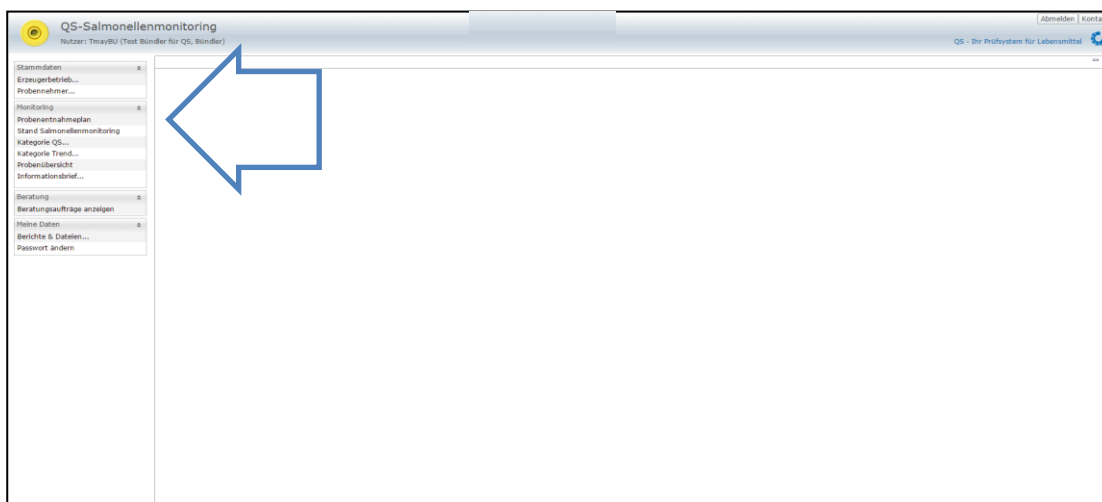 QS-Salmonellenmonitoring
Nutzer: TmayBU (Test Bündler für QS, Bündler)
Abmelden
Konta
QS - Ihr Prüfsystem für Lebensmittel
Stammdaten
Erzeugerbetrieb...
Probennehmer...
Monitoring
Probenentnahmeplan
Stand Salmonellenmonitoring
Kategorie QS...
Kategorie Trend...
Probenübersicht
Informationsbrief...
Beratung
Beratungsaufträge anzeigen
Meine Daten
Berichte & Dateien...
Passwort ändern